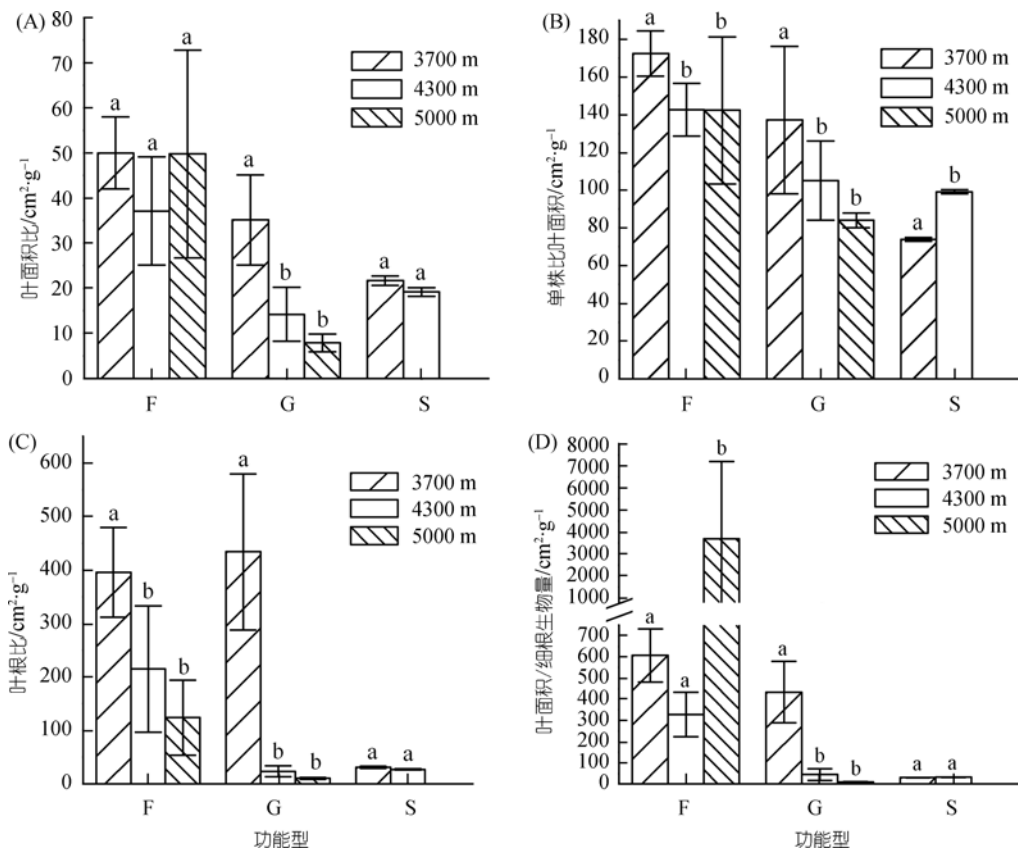 (A)
80
70
60
50
40
30
20
10
0
叶面积比/cm²·g⁻¹
3700 m
4300 m
5000 m
a
a
a
a
b
b
a
a
F
G
S
(B)
180
160
140
120
100
80
60
40
20
0
单株比叶面积/cm²·g⁻¹
3700 m
4300 m
5000 m
a
b
b
a
b
b
a
b
F
G
S
(C)
600
500
400
300
200
100
0
叶根比/cm²·g⁻¹
3700 m
4300 m
5000 m
a
b
b
a
b
b
a
a
F
G
S
功能型
(D)
8000
7000
6000
5000
4000
3000
2000
1000
700
600
500
400
300
200
100
0
叶面积/细根生物量/cm²·g⁻¹
3700 m
4300 m
5000 m
a
a
b
a
b
b
a
a
F
G
S
功能型